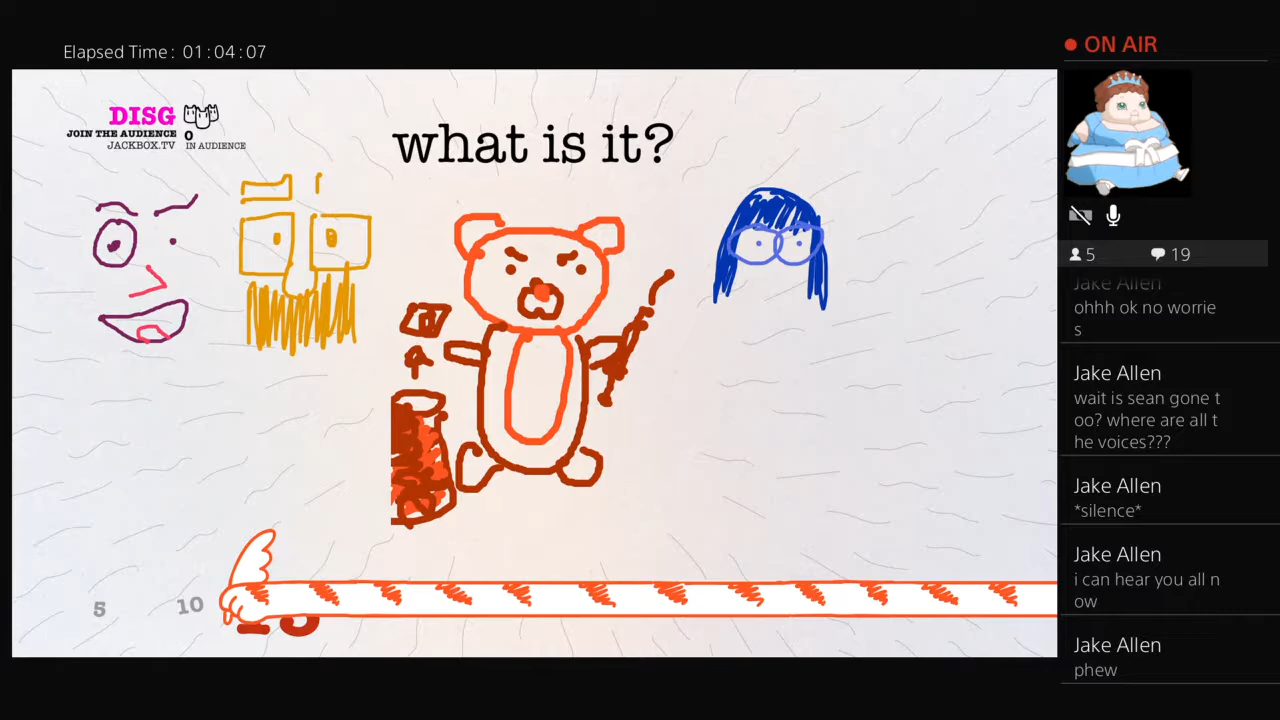 Elapsed Time: 01:04:07
ON AIR
DISG
JOIN THE AUDIENCE
JACKBOX.TV
0
IN AUDIENCE
what is it?
5
19
Jake Allen
ohhh ok no worrie
s
Jake Allen
wait is sean gone t
oo? where are all t
he voices???
Jake Allen
*silence*
Jake Allen
i can hear you all n
ow
Jake Allen
phew
5
10